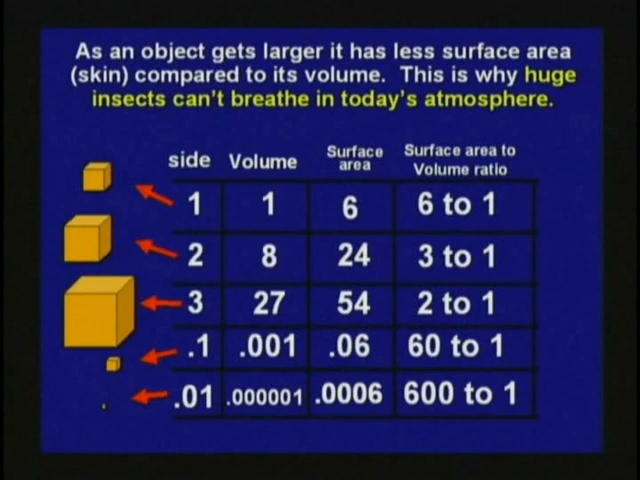 As an object gets larger it has less surface area
(skin) compared to its volume. This is why huge
insects can't breathe in today's atmosphere.
side Volume Surface area Surface area to Volume ratio
1 1 6 6 to 1
2 8 24 3 to 1
3 27 54 2 to 1
.1 .001 .06 60 to 1
.01 .000001 .0006 600 to 1